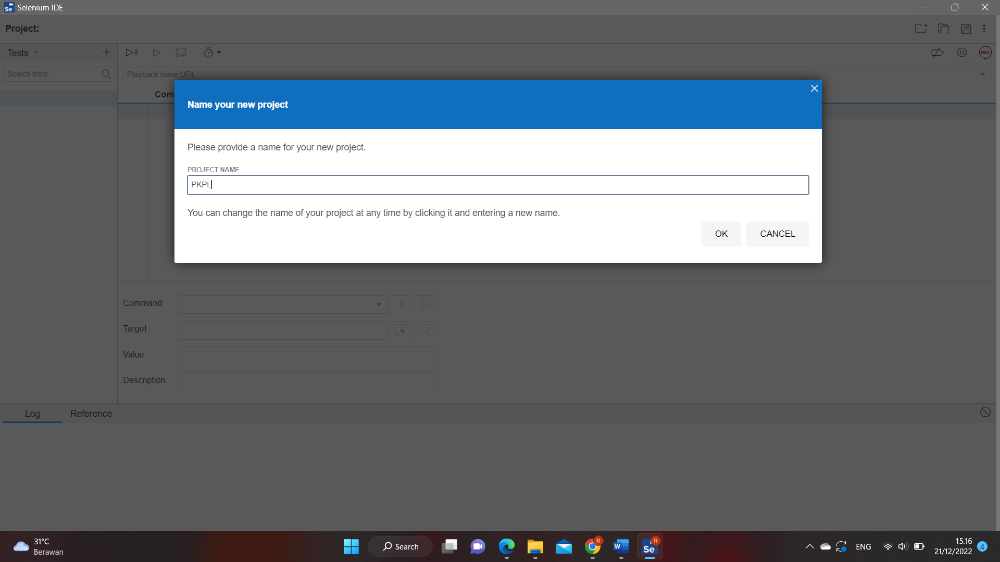 Selenium IDE
Project:
Tests
Search tests...
REC
Playback base URL
Com
Name your new project
Please provide a name for your new project.
PROJECT NAME
PKPL
You can change the name of your project at any time by clicking it and entering a new name.
OK
CANCEL
Command
//
Target
Value
Description
Log
Reference
31°C
Berawan
Search
R
W
Se
R
ENG
15.16
21/12/2022
4